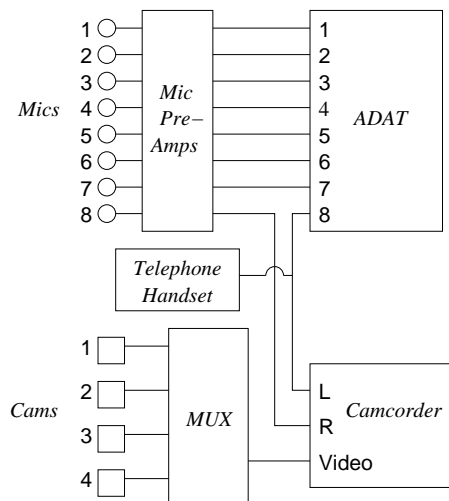 1 1
2 2
3 3
Mics 4 Mic Pre– Amps 4 ADAT
5 5
6 6
7 7
8 8
Telephone
Handset
1
2
Cams MUX
3
4
L Camcorder
R
Video